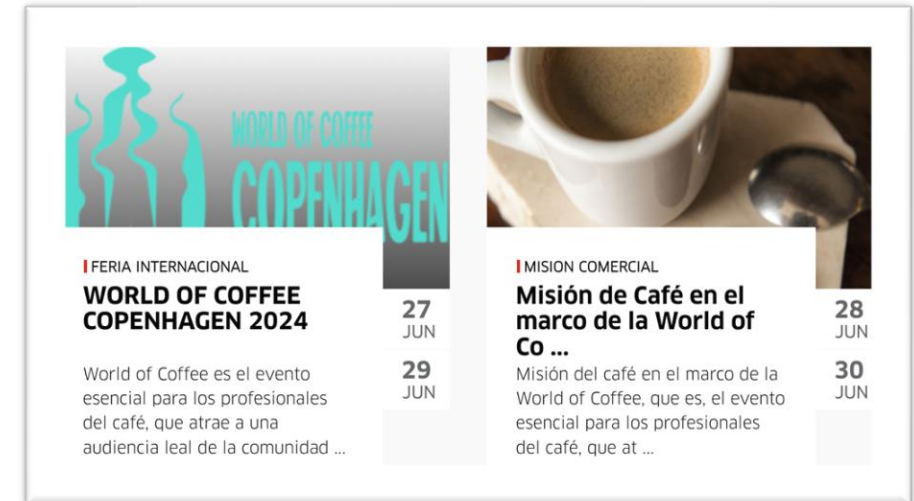 WORLD OF COFFEE
COPENHAGEN
FERIA INTERNACIONAL
WORLD OF COFFEE
COPENHAGEN 2024
27
JUN
29
JUN
World of Coffee es el evento
esencial para los profesionales
del café, que atrae a una
audiencia leal de la comunidad ...
MISION COMERCIAL
Misión de Café en el
marco de la World of
Co ...
28
JUN
30
JUN
Misión del café en el marco de la
World of Coffee, que es, el evento
esencial para los profesionales
del café, que at ...